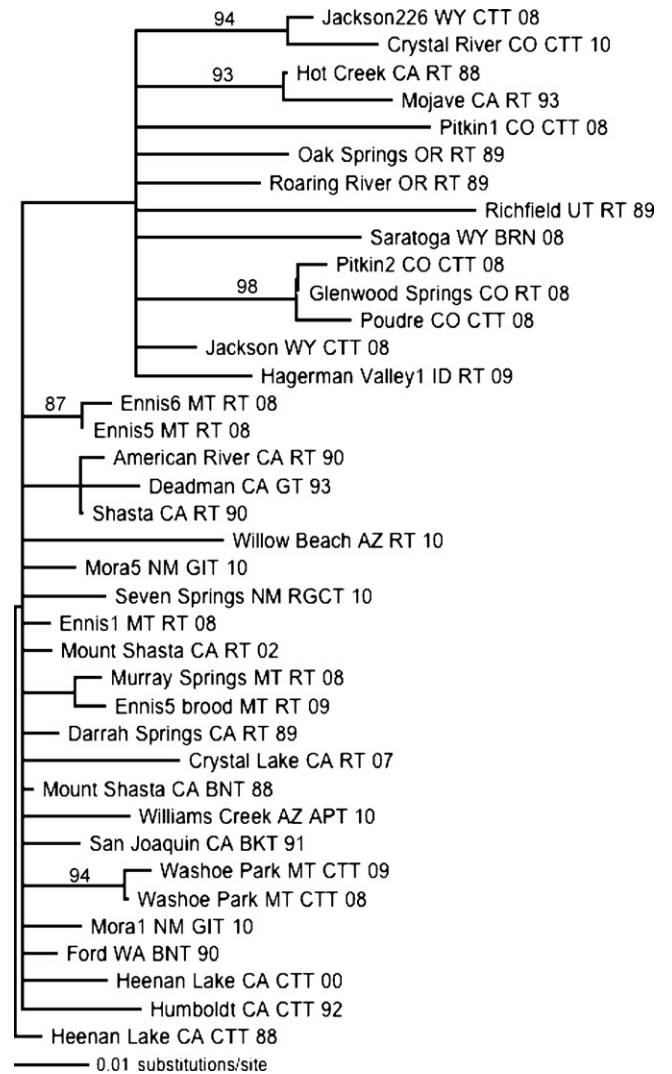 94
Jackson226 WY CTT 08
Crystal River CO CTT 10
93
Hot Creek CA RT 88
Mojave CA RT 93
Pitkin1 CO CTT 08
Oak Springs OR RT 89
Roaring River OR RT 89
Richfield UT RT 89
Saratoga WY BRN 08
Pitkin2 CO CTT 08
98
Glenwood Springs CO RT 08
Poudre CO CTT 08
Jackson WY CTT 08
Hagerman Valley1 ID RT 09
87
Ennis6 MT RT 08
Ennis5 MT RT 08
American River CA RT 90
Deadman CA GT 93
Shasta CA RT 90
Willow Beach AZ RT 10
Mora5 NM GIT 10
Seven Springs NM RGCT 10
Ennis1 MT RT 08
Mount Shasta CA RT 02
Murray Springs MT RT 08
Ennis5 brood MT RT 09
Darrah Springs CA RT 89
Crystal Lake CA RT 07
Mount Shasta CA BNT 88
Williams Creek AZ APT 10
San Joaquin CA BKT 91
94
Washoe Park MT CTT 09
Washoe Park MT CTT 08
Mora1 NM GIT 10
Ford WA BNT 90
Heenan Lake CA CTT 00
Humboldt CA CTT 92
Heenan Lake CA CTT 88
0.01 substitutions/site